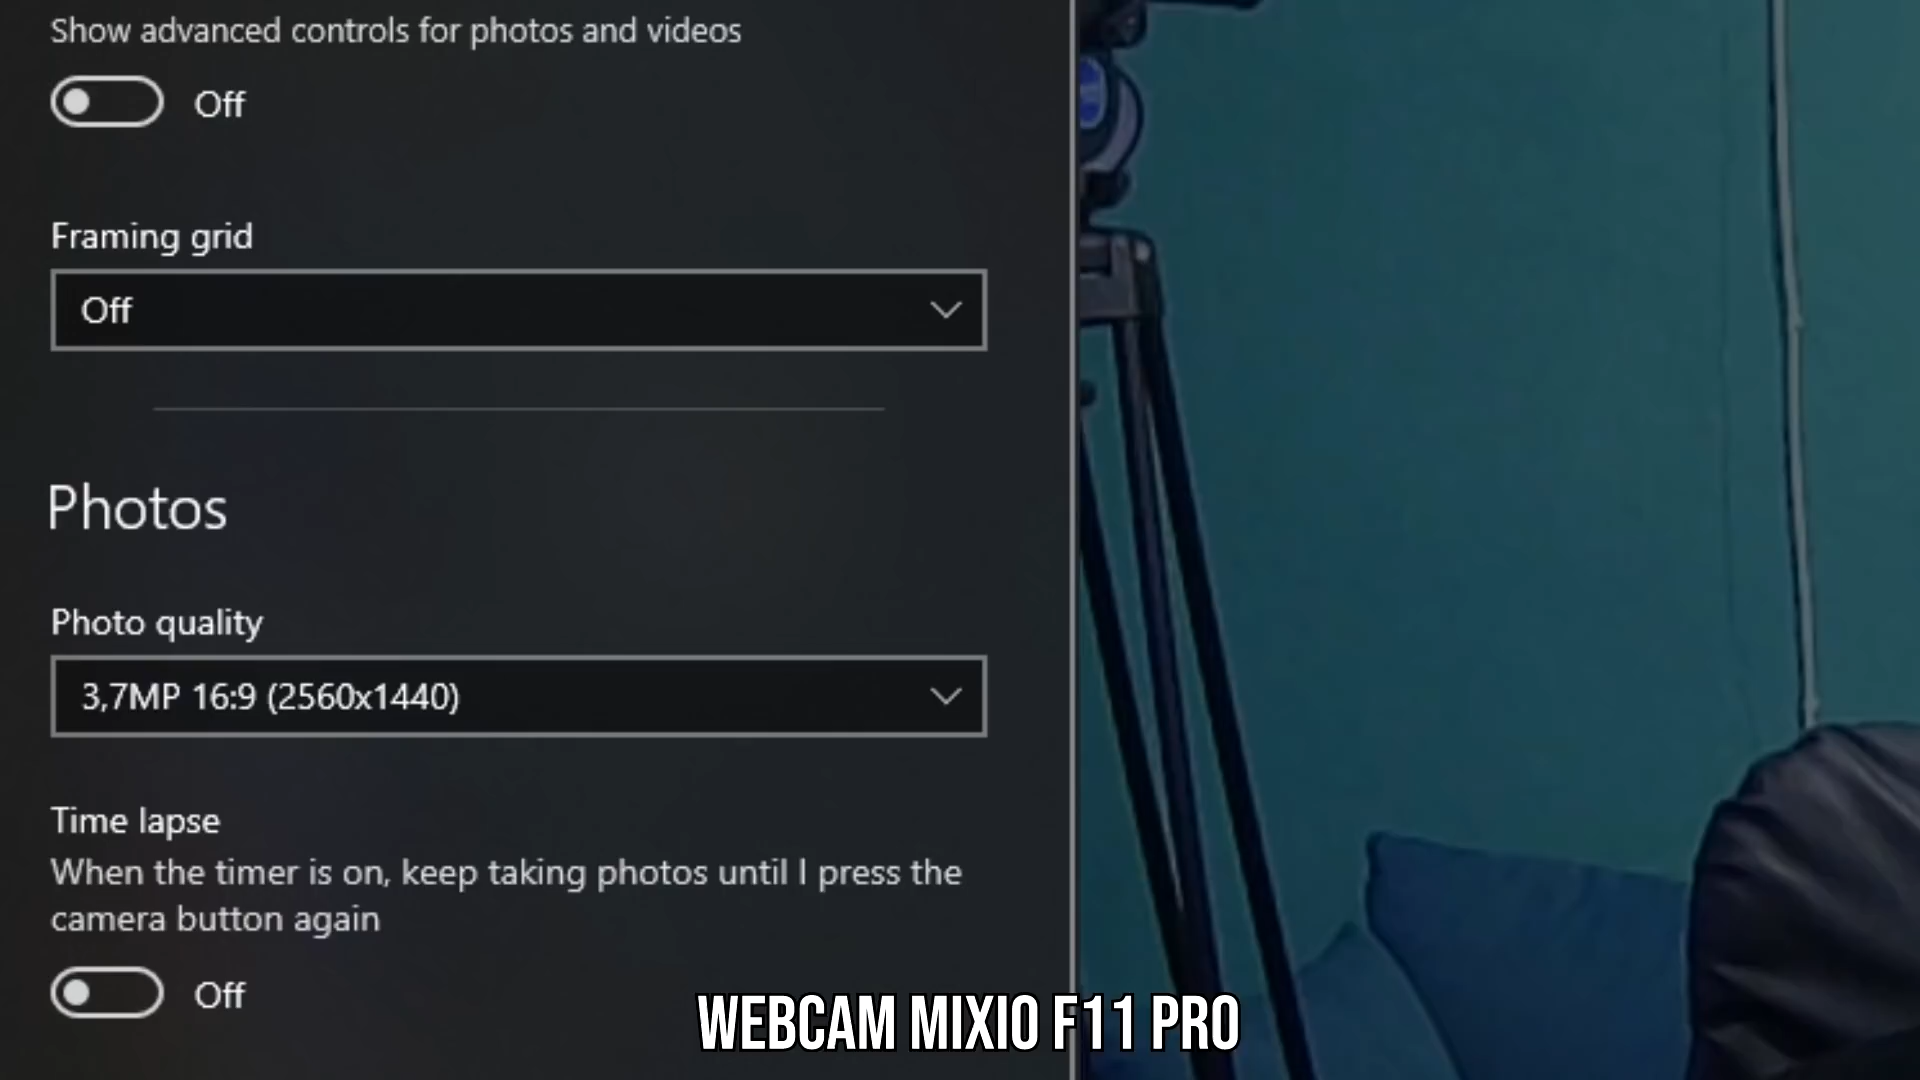 Show advanced controls for photos and videos
Off
Framing grid
Off
Photos
Photo quality
3,7MP 16:9 (2560x1440)
Time lapse
When the timer is on, keep taking photos until I press the
camera button again
Off
WEBCAM MIXIO F11 PRO